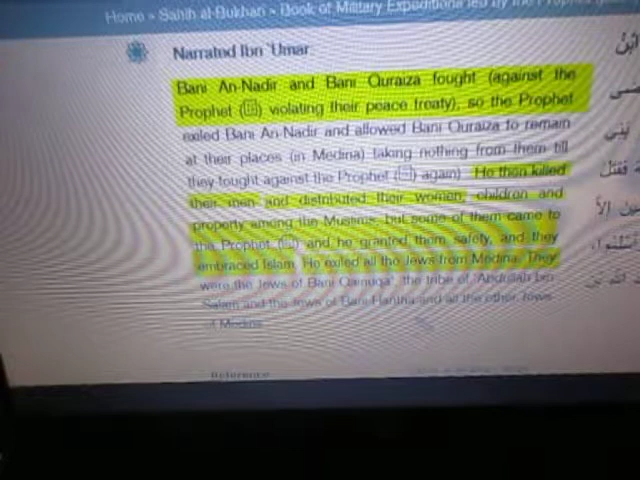 Home » Sahih al-Bukhari » Book of Military Expeditions led by the Prophet
Narrated Ibn `Umar
Bani An-Nadir and Bani Quraiza fought (against the
Prophet (ﷺ) violating their peace treaty), so the Prophet
exiled Bani An-Nadir and allowed Bani Quraiza to remain
at their places (in Medina) taking nothing from them till
they fought against the Prophet (ﷺ) again). He then killed
their men and distributed their women, children and
property among the Muslims, but some of them came to
the Prophet (ﷺ) and he granted them safety, and they
embraced Islam. He exiled all the Jews from Medina. They
were the Jews of Bani Qainuqa', the tribe of `Abdullah bin
Salam and the Jews of Bani Haritha and all the other Jews
of Medina.
Reference